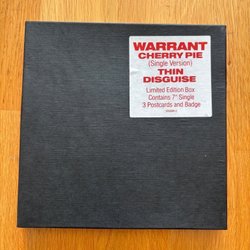 WARRANT
CHERRY PIE
(Single Version)
THIN
DISGUISE
Limited Edition Box
Contains 7" Single
3 Postcards and Badge